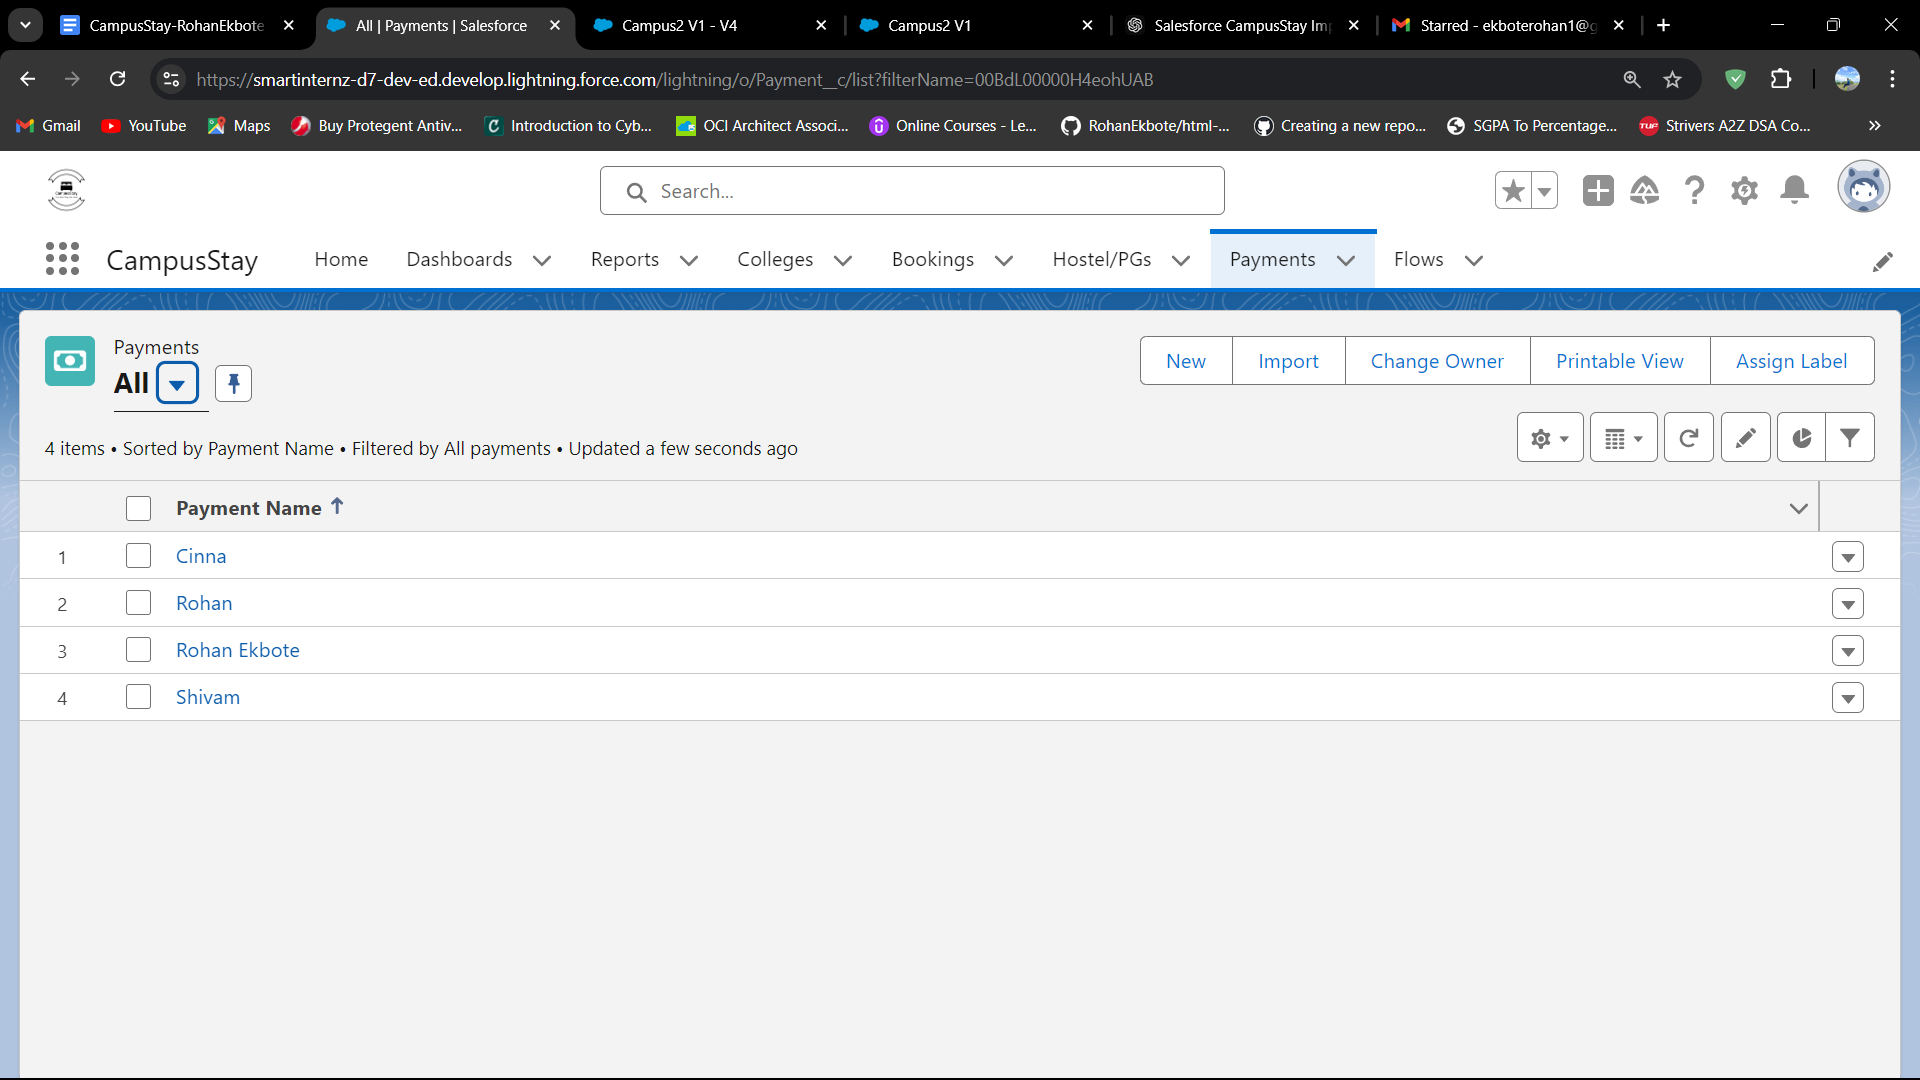 CampusStay-RohanEkbote
All | Payments | Salesforce
Campus2 V1 - V4
Campus2 V1
Salesforce CampusStay Im
Starred - ekboterohan1@g
https://smartinternz-d7-dev-ed.develop.lightning.force.com/lightning/o/Payment__c/list?filterName=00BdL00000H4eohUAB
Gmail
YouTube
Maps
Buy Protegent Antiv...
Introduction to Cyb...
OCI Architect Associ...
Online Courses - Le...
RohanEkbote/html-...
Creating a new repo...
SGPA To Percentage...
TUF
Strivers A2Z DSA Co...
Search...
CampusStay
Home
Dashboards
Reports
Colleges
Bookings
Hostel/PGs
Payments
Flows
Payments
All
New
Import
Change Owner
Printable View
Assign Label
4 items • Sorted by Payment Name • Filtered by All payments • Updated a few seconds ago
Payment Name
1 Cinna
2 Rohan
3 Rohan Ekbote
4 Shivam